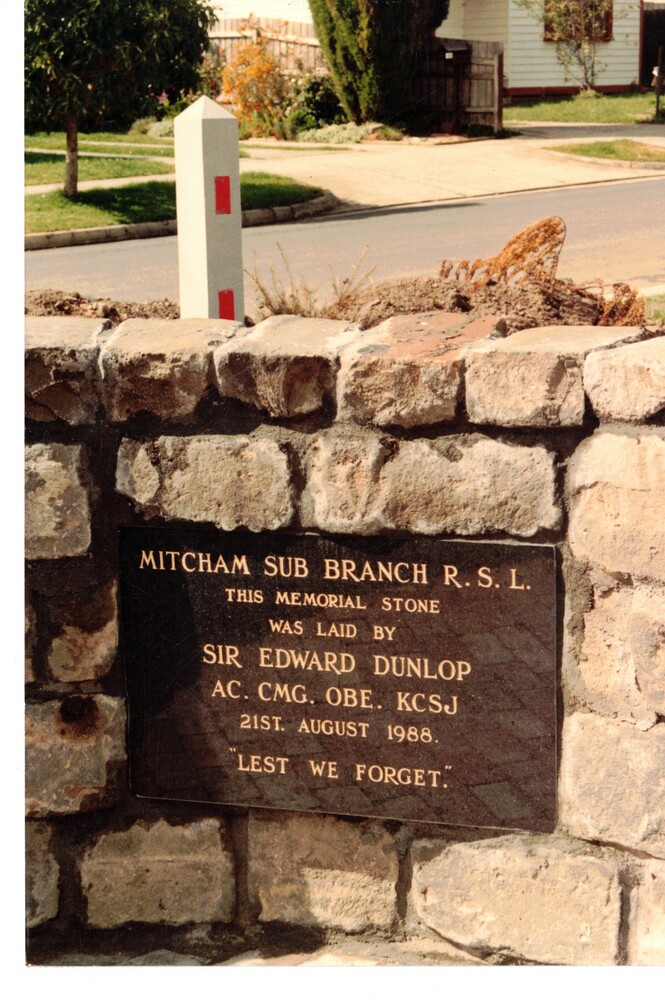 MITCHAM SUB BRANCH R.S.L.
THIS MEMORIAL STONE
WAS LAID BY
SIR EDWARD DUNLOP
AC. CMG. OBE. KCSJ
21ST. AUGUST 1988.
"LEST WE FORGET."